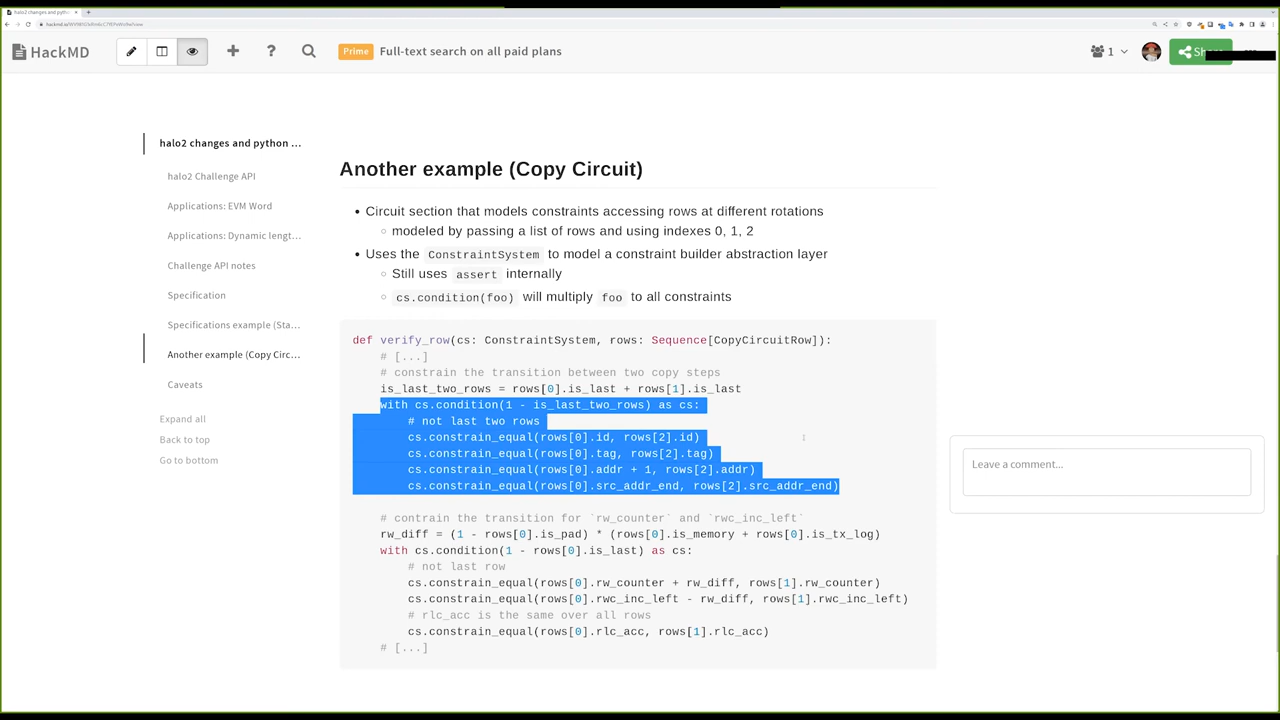 halo2 changes and pyth
HackMD
Prime
Full-text search on all paid plans
1
halo2 changes and python …
halo2 Challenge API
Applications: EVM Word
Applications: Dynamic lengt…
Challenge API notes
Specification
Specifications example (Sta…
Another example (Copy Circ…
Caveats
Expand all
Back to top
Go to bottom
Another example (Copy Circuit)
• Circuit section that models constraints accessing rows at different rotations
○ modeled by passing a list of rows and using indexes 0, 1, 2
• Uses the ConstraintSystem to model a constraint builder abstraction layer
○ Still uses assert internally
○ cs.condition(foo) will multiply foo to all constraints
def verify_row(cs: ConstraintSystem, rows: Sequence[CopyCircuitRow]):
# [...]
# constrain the transition between two copy steps
is_last_two_rows = rows[0].is_last + rows[1].is_last
with cs.condition(1 - is_last_two_rows) as cs:
# not last two rows
cs.constrain_equal(rows[0].id, rows[2].id)
cs.constrain_equal(rows[0].tag, rows[2].tag)
cs.constrain_equal(rows[0].addr + 1, rows[2].addr)
cs.constrain_equal(rows[0].src_addr_end, rows[2].src_addr_end)
# contrain the transition for `rw_counter` and `rwc_inc_left`
rw_diff = (1 - rows[0].is_pad) * (rows[0].is_memory + rows[0].is_tx_log)
with cs.condition(1 - rows[0].is_last) as cs:
# not last row
cs.constrain_equal(rows[0].rw_counter + rw_diff, rows[1].rw_counter)
cs.constrain_equal(rows[0].rwc_inc_left - rw_diff, rows[1].rwc_inc_left)
# rlc_acc is the same over all rows
cs.constrain_equal(rows[0].rlc_acc, rows[1].rlc_acc)
# [...]
Leave a comment...